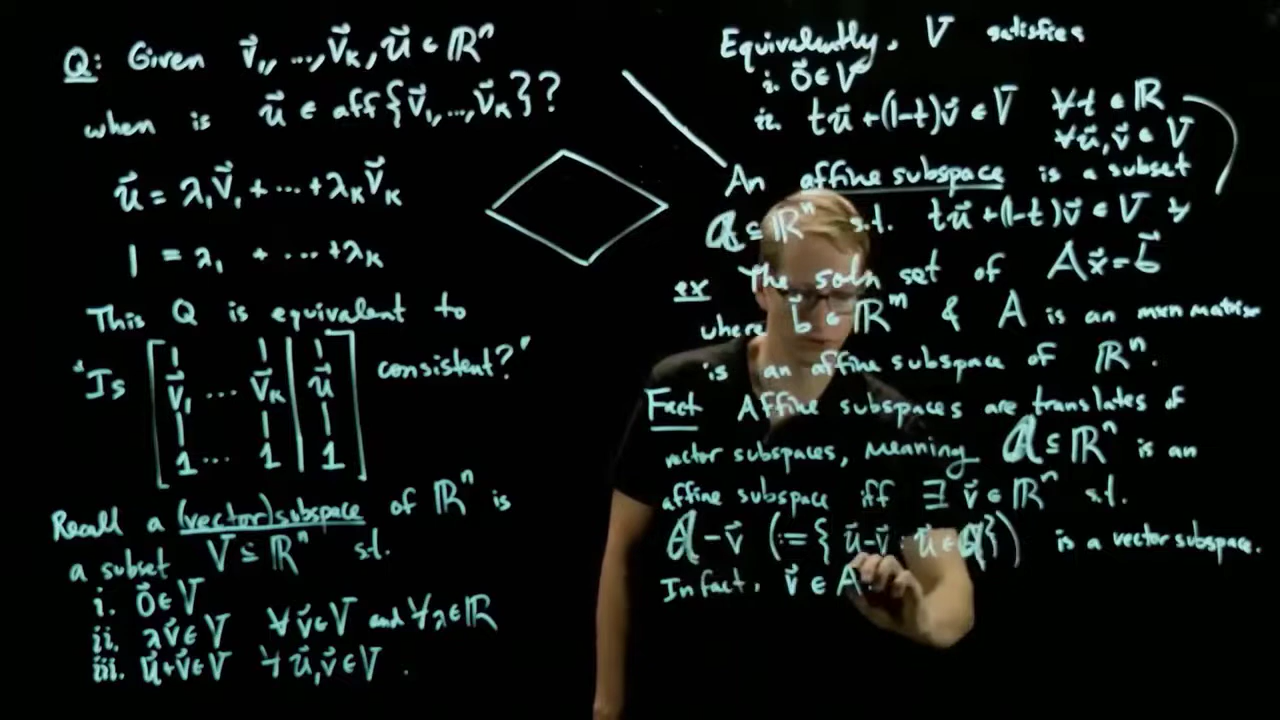 Q: Given v⃗₁, ..., v⃗ₖ, u⃗ ∈ ℝⁿ
when is u⃗ ∈ aff{v⃗₁, ..., v⃗ₖ}?
u⃗ = λ₁v⃗₁ + ... + λₖv⃗ₖ
1 = λ₁ + ... + λₖ
This Q is equivalent to
"Is [ | | | u⃗ column matrix: v⃗₁ ... v⃗ₖ | u⃗ ] consistent?"
1 ... 1 | 1
Recall a (vector) subspace of ℝⁿ is
a subset V ⊆ ℝⁿ s.t.
i. 0⃗ ∈ V
ii. λv⃗ ∈ V ∀ v⃗ ∈ V and ∀ λ ∈ ℝ
iii. u⃗ + v⃗ ∈ V ∀ u⃗, v⃗ ∈ V.
Equivalently, V satisfies
i. 0⃗ ∈ V
ii. tu⃗ + (1-t)v⃗ ∈ V ∀ t ∈ ℝ
∀ u⃗, v⃗ ∈ V
An affine subspace is a subset
𝔸 ⊆ ℝⁿ s.t. tu⃗ + (1-t)v⃗ ∈ V ∀
ex The soln set of Ax⃗ = b⃗
where b⃗ ∈ ℝᵐ & A is an m×n matrix
is an affine subspace of ℝⁿ.
Fact Affine subspaces are translates of
vector subspaces, meaning 𝔸 ⊆ ℝⁿ is an
affine subspace iff ∃ v⃗ ∈ ℝⁿ s.t.
𝔸 - v⃗ (:= { u⃗ - v⃗ : u⃗ ∈ 𝔸 }) is a vector subspace.
In fact, v⃗ ∈ A